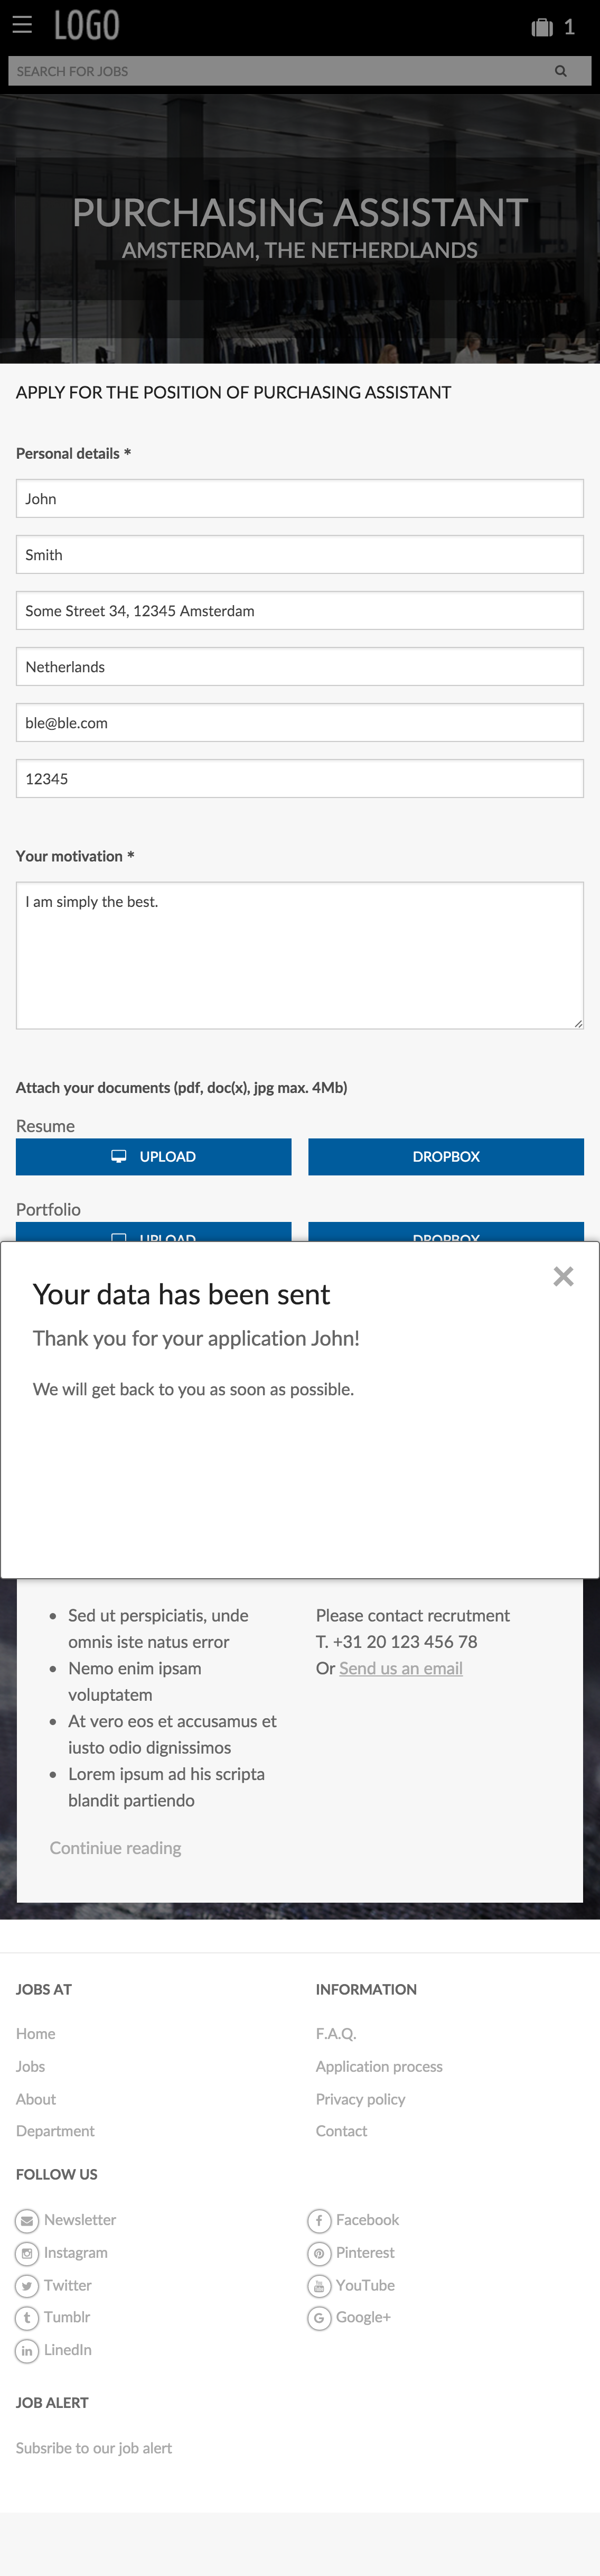 LOGO
1
SEARCH FOR JOBS
PURCHAISING ASSISTANT
AMSTERDAM, THE NETHERDLANDS
APPLY FOR THE POSITION OF PURCHASING ASSISTANT
Personal details *
John
Smith
Some Street 34, 12345 Amsterdam
Netherlands
ble@ble.com
12345
Your motivation *
I am simply the best.
Attach your documents (pdf, doc(x), jpg max. 4Mb)
Resume
UPLOAD
DROPBOX
Portfolio
UPLOAD
DROPBOX
Your data has been sent
Thank you for your application John!
We will get back to you as soon as possible.
Sed ut perspiciatis, unde
omnis iste natus error
Nemo enim ipsam
voluptatem
At vero eos et accusamus et
iusto odio dignissimos
Lorem ipsum ad his scripta
blandit partiendo
Continiue reading
Please contact recrutment
T. +31 20 123 456 78
Or Send us an email
JOBS AT
Home
Jobs
About
Department
INFORMATION
F.A.Q.
Application process
Privacy policy
Contact
FOLLOW US
Newsletter
Instagram
Twitter
Tumblr
LinedIn
Facebook
Pinterest
YouTube
Google+
JOB ALERT
Subsribe to our job alert